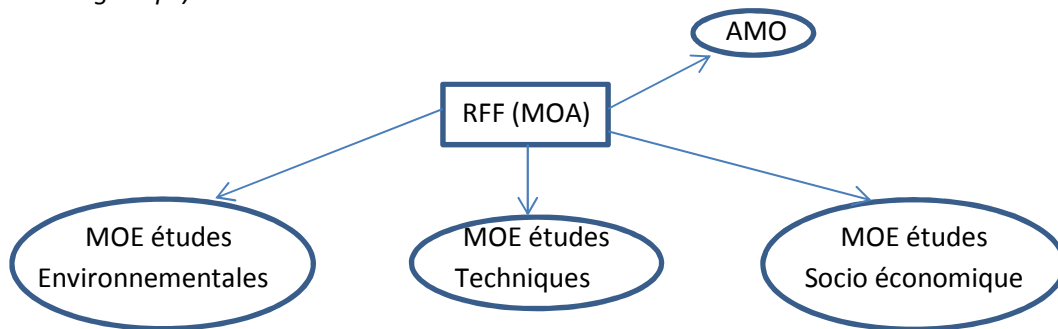 AMO
RFF (MOA)
MOE études
Environnementales
MOE études
Techniques
MOE études
Socio économique